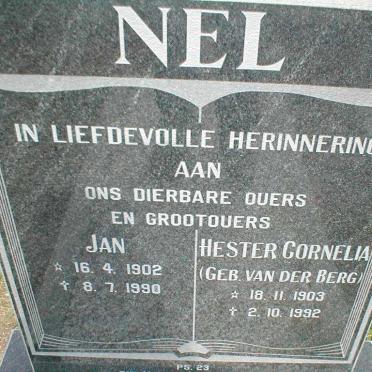 NEL
IN LIEFDEVOLLE HERINNERING
AAN
ONS DIERBARE OUERS
EN GROOTOUERS
JAN
☆ 16. 4. 1902
✝ 8. 7. 1990
HESTER CORNELIA
(GEB. VAN DER BERG)
☆ 18. 11. 1903
✝ 2. 10. 1992
PS. 23